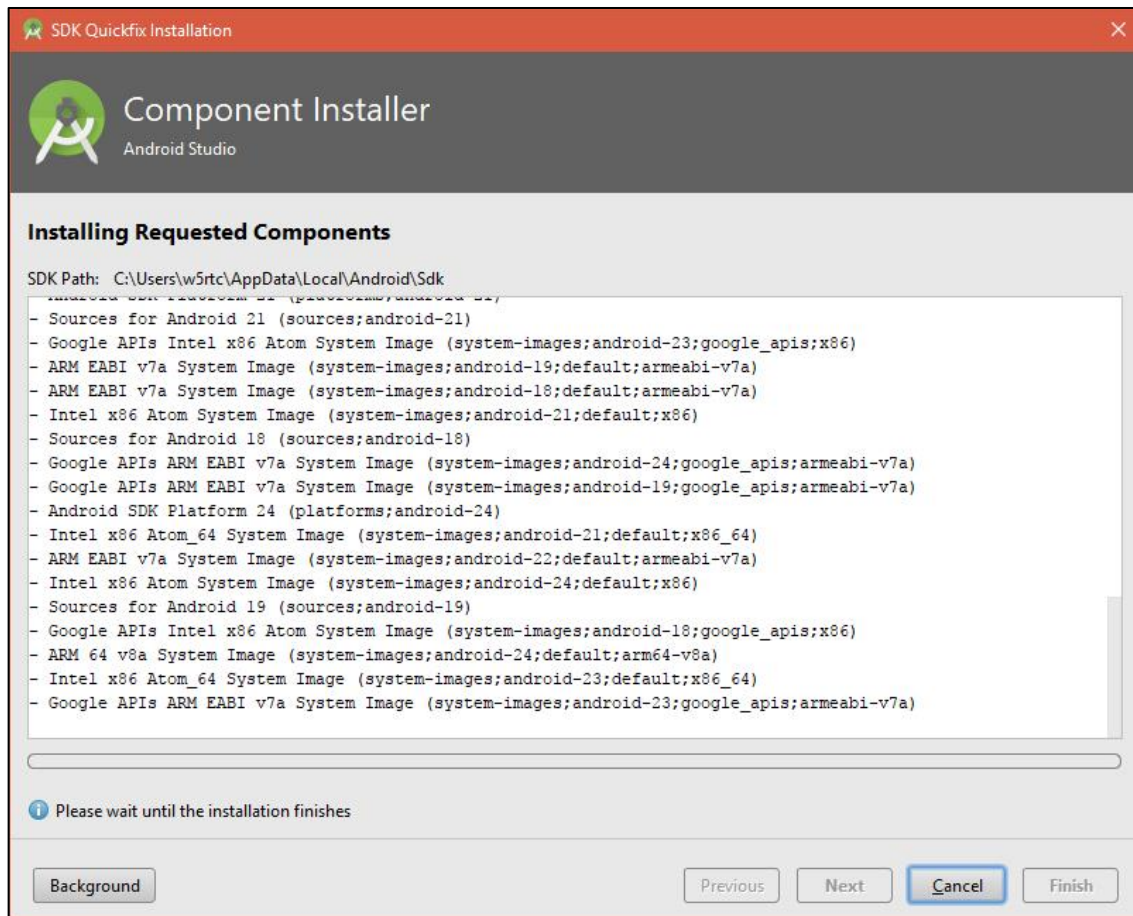 SDK Quickfix Installation
Component Installer
Android Studio
Installing Requested Components
SDK Path: C:\Users\w5rtc\AppData\Local\Android\Sdk
- Android SDK Platform 21 (platforms;android-21)
- Sources for Android 21 (sources;android-21)
- Google APIs Intel x86 Atom System Image (system-images;android-23;google_apis;x86)
- ARM EABI v7a System Image (system-images;android-19;default;armeabi-v7a)
- ARM EABI v7a System Image (system-images;android-18;default;armeabi-v7a)
- Intel x86 Atom System Image (system-images;android-21;default;x86)
- Sources for Android 18 (sources;android-18)
- Google APIs ARM EABI v7a System Image (system-images;android-24;google_apis;armeabi-v7a)
- Google APIs ARM EABI v7a System Image (system-images;android-19;google_apis;armeabi-v7a)
- Android SDK Platform 24 (platforms;android-24)
- Intel x86 Atom_64 System Image (system-images;android-21;default;x86_64)
- ARM EABI v7a System Image (system-images;android-22;default;armeabi-v7a)
- Intel x86 Atom System Image (system-images;android-24;default;x86)
- Sources for Android 19 (sources;android-19)
- Google APIs Intel x86 Atom System Image (system-images;android-18;google_apis;x86)
- ARM 64 v8a System Image (system-images;android-24;default;arm64-v8a)
- Intel x86 Atom_64 System Image (system-images;android-23;default;x86_64)
- Google APIs ARM EABI v7a System Image (system-images;android-23;google_apis;armeabi-v7a)
Please wait until the installation finishes
Background Previous Next Cancel Finish